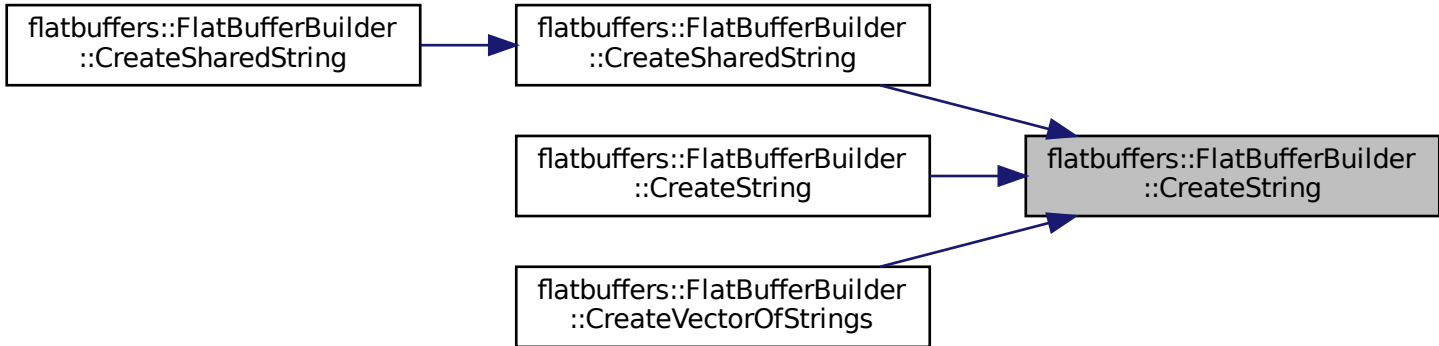 flatbuffers::FlatBufferBuilder
::CreateSharedString
flatbuffers::FlatBufferBuilder
::CreateSharedString
flatbuffers::FlatBufferBuilder
::CreateString
flatbuffers::FlatBufferBuilder
::CreateString
flatbuffers::FlatBufferBuilder
::CreateVectorOfStrings